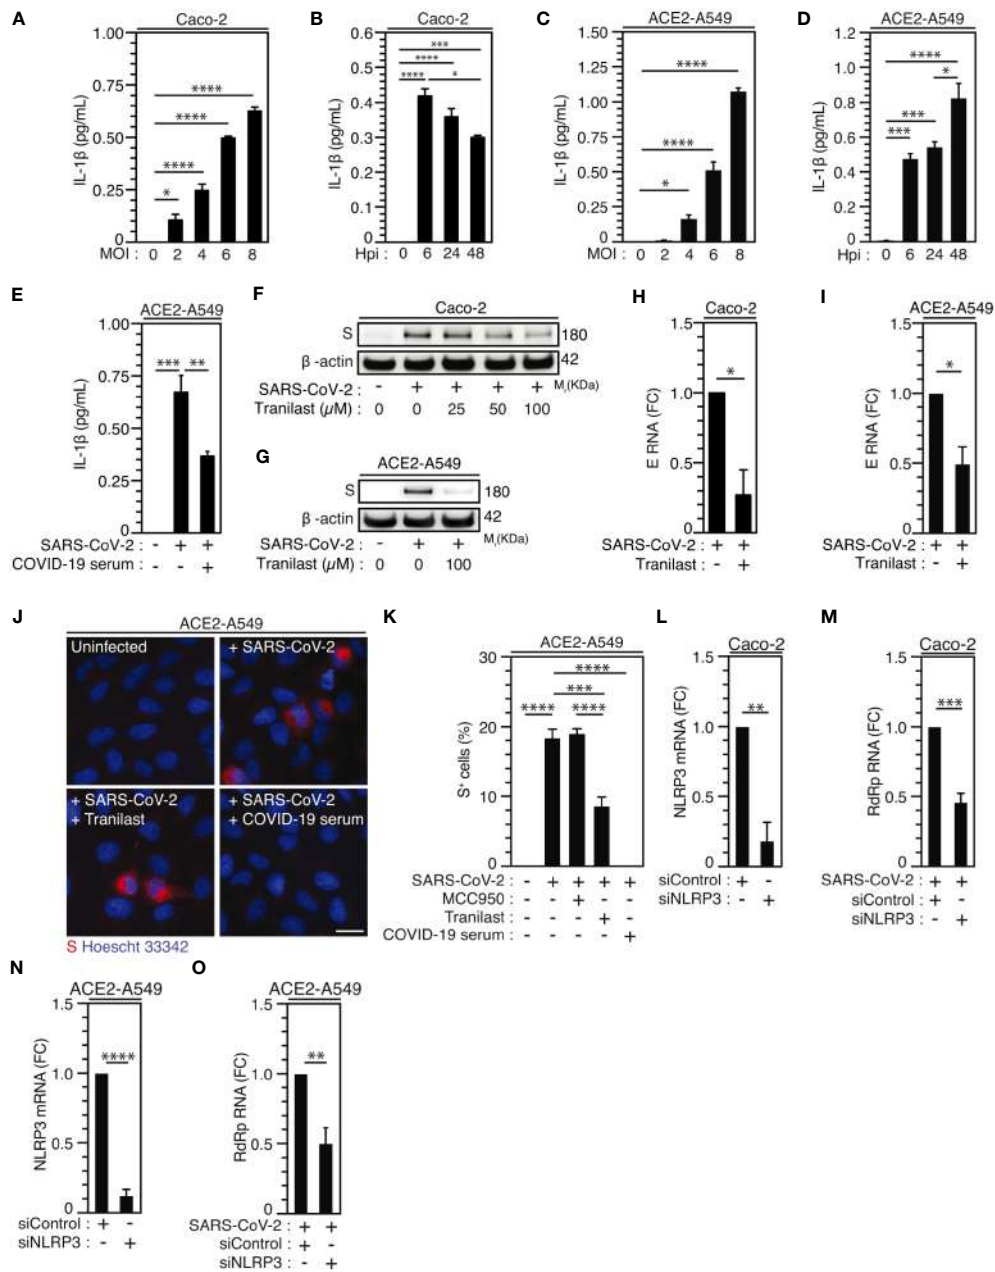 A
Caco-2
IL-1β (pg/mL)
1.00
0.75
0.50
0.25
0
****
****
****
*
MOI : 0 2 4 6 8
B
Caco-2
IL-1β (pg/mL)
0.6
0.5
0.4
0.3
0.2
0.1
0
***
****
**** *
Hpi : 0 6 24 48
C
ACE2-A549
IL-1β (pg/mL)
1.50
1.25
1.00
0.75
0.50
0.25
0
****
****
*
MOI : 0 2 4 6 8
D
ACE2-A549
IL-1β (pg/mL)
1.2
1.0
0.8
0.6
0.4
0.2
0
****
*
***
***
Hpi : 0 6 24 48
E
ACE2-A549
IL-1β (pg/mL)
1.00
0.75
0.50
0.25
0
*** **
SARS-CoV-2 : - + +
COVID-19 serum : - - +
F
Caco-2
S 180
β -actin 42
SARS-CoV-2 : - + + + + Mr(KDa)
Tranilast (µM) : 0 0 25 50 100
G
ACE2-A549
S 180
β -actin 42
SARS-CoV-2 : - + + Mr(KDa)
Tranilast (µM) : 0 0 100
H
Caco-2
E RNA (FC)
1.5
1.0
0.5
0
*
SARS-CoV-2 : + +
Tranilast : - +
I
ACE2-A549
E RNA (FC)
1.5
1.0
0.5
0
*
SARS-CoV-2 : + +
Tranilast : - +
J
ACE2-A549
Uninfected
+ SARS-CoV-2
+ SARS-CoV-2
+ Tranilast
+ SARS-CoV-2
+ COVID-19 serum
S Hoescht 33342
K
ACE2-A549
S+ cells (%)
30
20
10
0
****
***
**** ****
SARS-CoV-2 : - + + + +
MCC950 : - - + - -
Tranilast : - - - + -
COVID-19 serum : - - - - +
L
Caco-2
NLRP3 mRNA (FC)
1.5
1.0
0.5
0
**
siControl : + -
siNLRP3 : - +
M
Caco-2
RdRp RNA (FC)
1.5
1.0
0.5
0
***
SARS-CoV-2 : + +
siControl : + -
siNLRP3 : - +
N
ACE2-A549
NLRP3 mRNA (FC)
1.5
1.0
0.5
0
****
siControl : + -
siNLRP3 : - +
O
ACE2-A549
RdRp RNA (FC)
1.5
1.0
0.5
0
**
SARS-CoV-2 : + +
siControl : + -
siNLRP3 : - +